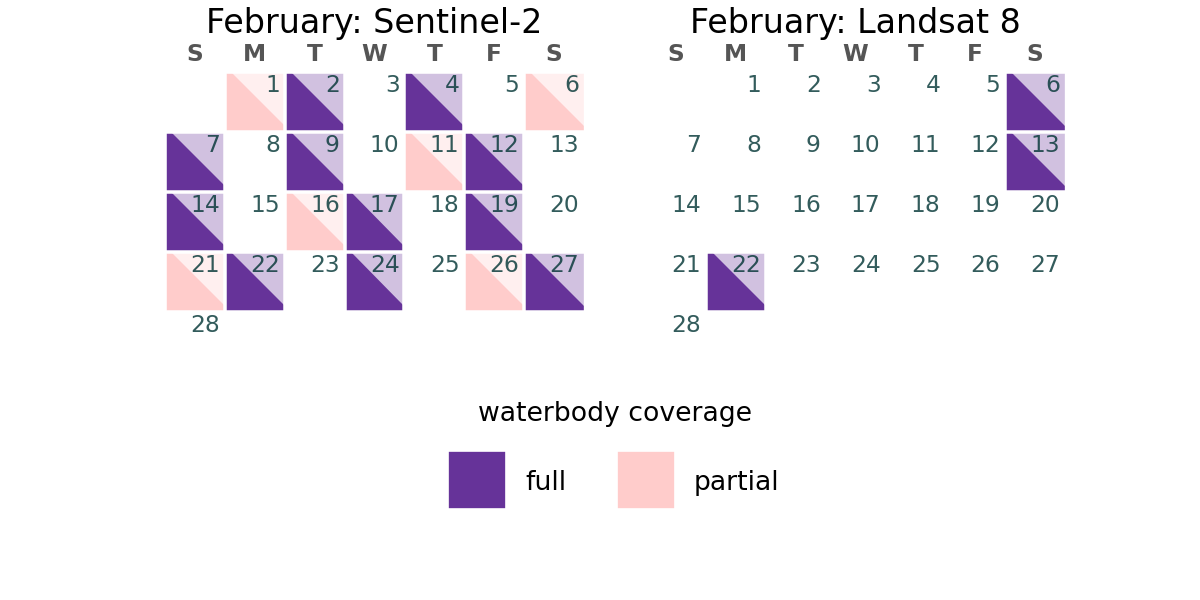 February: Sentinel-2
S M T W T F S
1 2 3 4 5 6
7 8 9 10 11 12 13
14 15 16 17 18 19 20
21 22 23 24 25 26 27
28
February: Landsat 8
S M T W T F S
1 2 3 4 5 6
7 8 9 10 11 12 13
14 15 16 17 18 19 20
21 22 23 24 25 26 27
28
waterbody coverage
full
partial